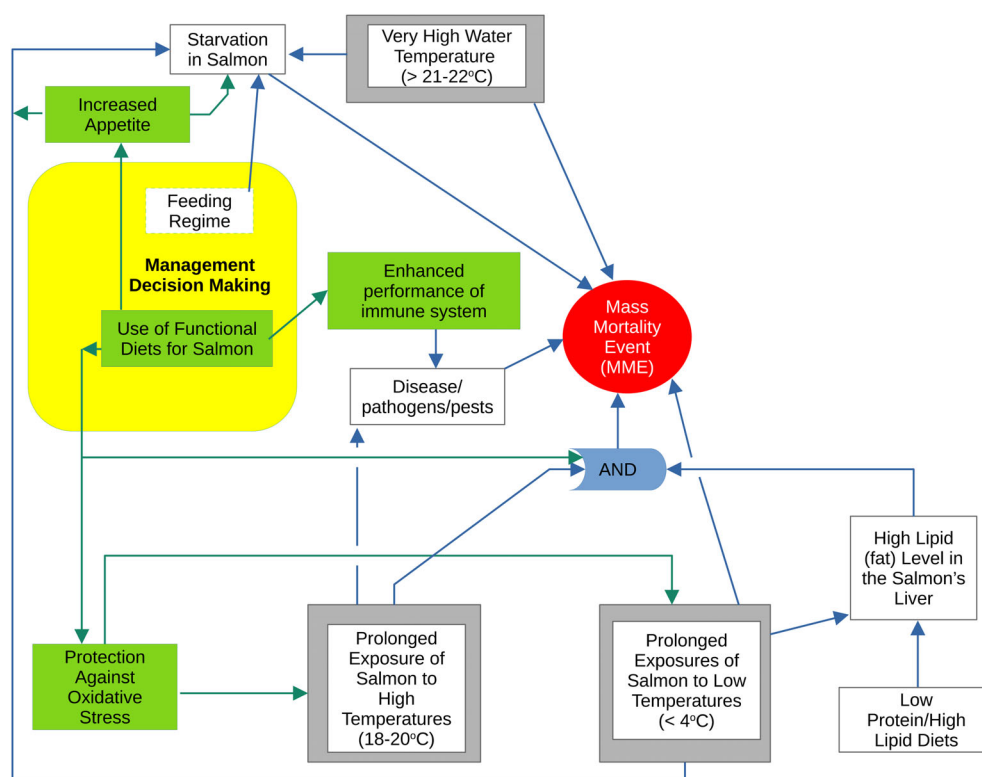 Starvation
in Salmon
Very High Water
Temperature
(> 21-22ºC)
Increased
Appetite
Feeding
Regime
Management
Decision Making
Use of Functional
Diets for Salmon
Enhanced
performance of
immune system
Mass
Mortality
Event
(MME)
Disease/
pathogens/pests
AND
High Lipid
(fat) Level in
the Salmon’s
Liver
Protection
Against
Oxidative
Stress
Prolonged
Exposure of
Salmon to
High
Temperatures
(18-20ºC)
Prolonged
Exposures of
Salmon to Low
Temperatures
(< 4ºC)
Low
Protein/High
Lipid Diets